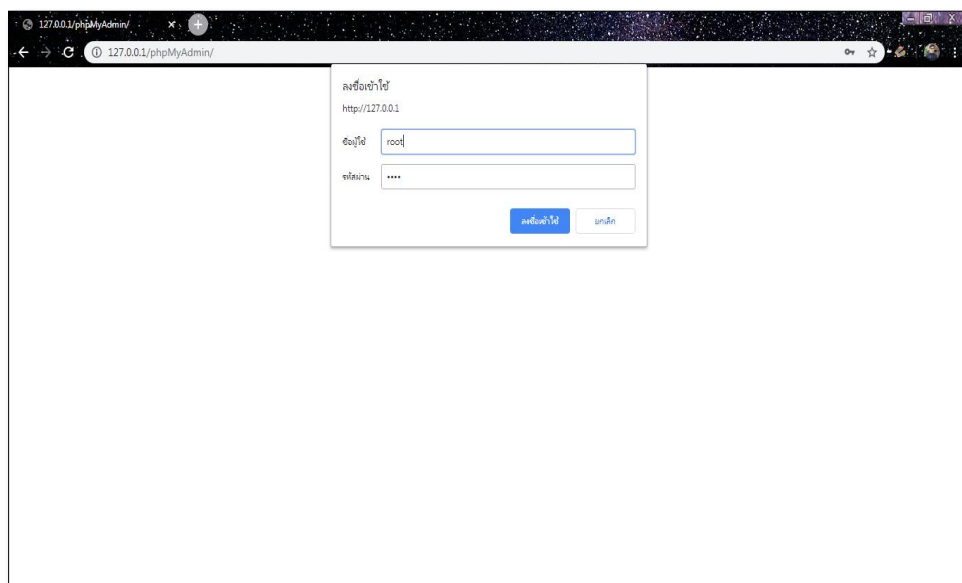 127.0.0.1/phpMyAdmin/
127.0.0.1/phpMyAdmin/
ลงชื่อเข้าใช้
http://127.0.0.1
ชื่อผู้ใช้ root
รหัสผ่าน ••••
ลงชื่อเข้าใช้ ยกเลิก